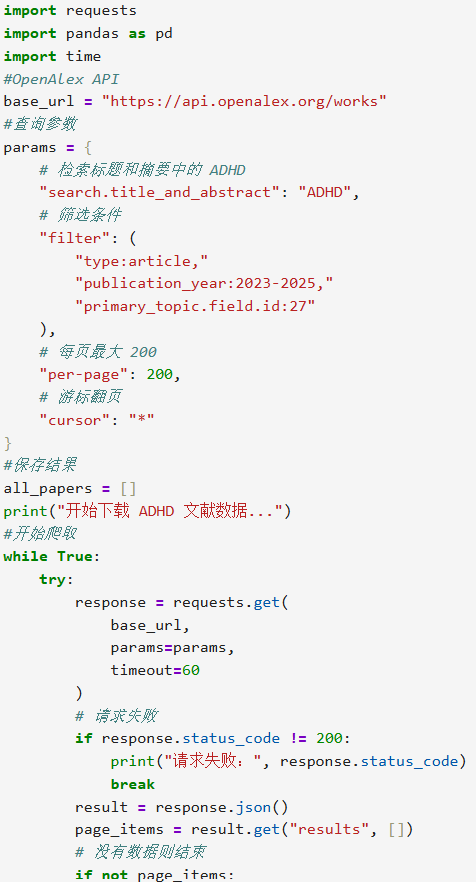 import requests
import pandas as pd
import time
#OpenAlex API
base_url = "https://api.openalex.org/works"
#查询参数
params = {
    # 检索标题和摘要中的 ADHD
    "search.title_and_abstract": "ADHD",
    # 筛选条件
    "filter": (
        "type:article,"
        "publication_year:2023-2025,"
        "primary_topic.field.id:27"
    ),
    # 每页最大 200
    "per-page": 200,
    # 游标翻页
    "cursor": "*"
}
#保存结果
all_papers = []
print("开始下载 ADHD 文献数据...")
#开始爬取
while True:
    try:
        response = requests.get(
            base_url,
            params=params,
            timeout=60
        )
        # 请求失败
        if response.status_code != 200:
            print("请求失败：", response.status_code)
            break
        result = response.json()
        page_items = result.get("results", [])
        # 没有数据则结束
        if not page_items: